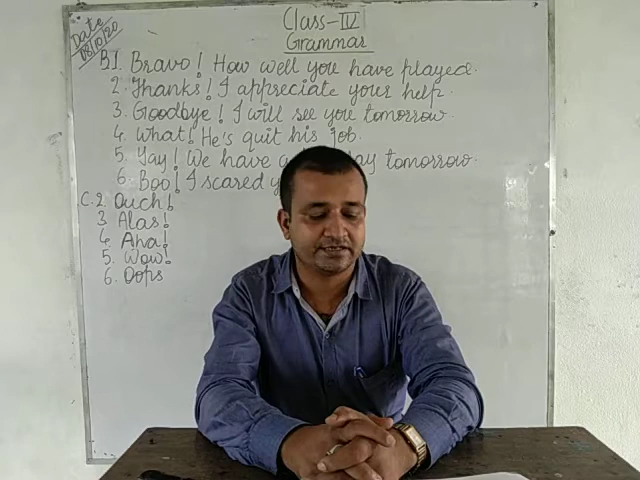 Date
08/10/20
Class-IV
Grammar
B.1. Bravo! How well you have played.
2. Thanks! I appreciate your help.
3. Goodbye! I will see you tomorrow.
4. What! He's quit his job.
5. Yay! We have a tomorrow.
6. Boo! I scared
C.2. Ouch!
3 Alas!
4 Aha!
5. Wow!
6. Oops